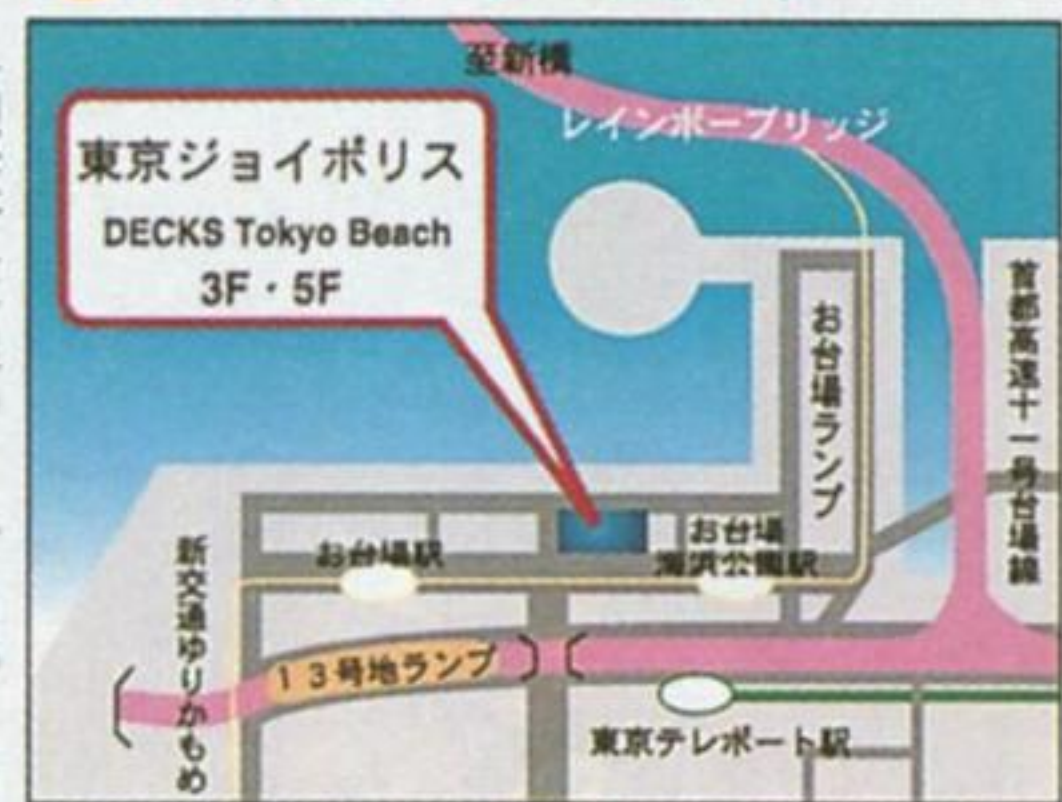 至新橋
レインボーブリッジ
東京ジョイポリス
DECKS Tokyo Beach
3F・5F
お台場ランプ
首都高速十一号台場線
お台場駅
お台場
海浜公園駅
新交通ゆりかもめ
13号地ランプ
東京テレポート駅